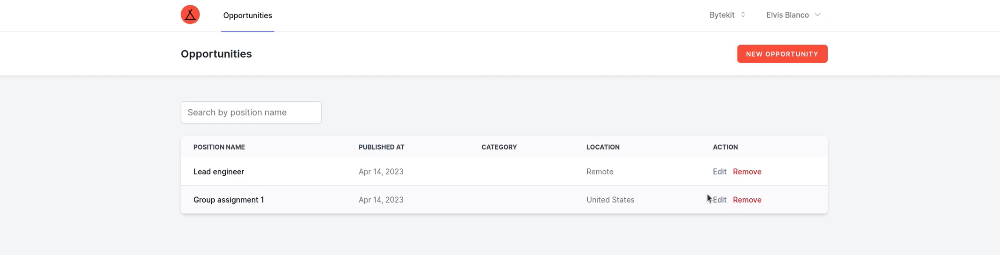 Opportunities Bytekit Elvis Blanco
Opportunities NEW OPPORTUNITY
Search by position name
POSITION NAME PUBLISHED AT CATEGORY LOCATION ACTION
Lead engineer Apr 14, 2023 Remote Edit Remove
Group assignment 1 Apr 14, 2023 United States Edit Remove